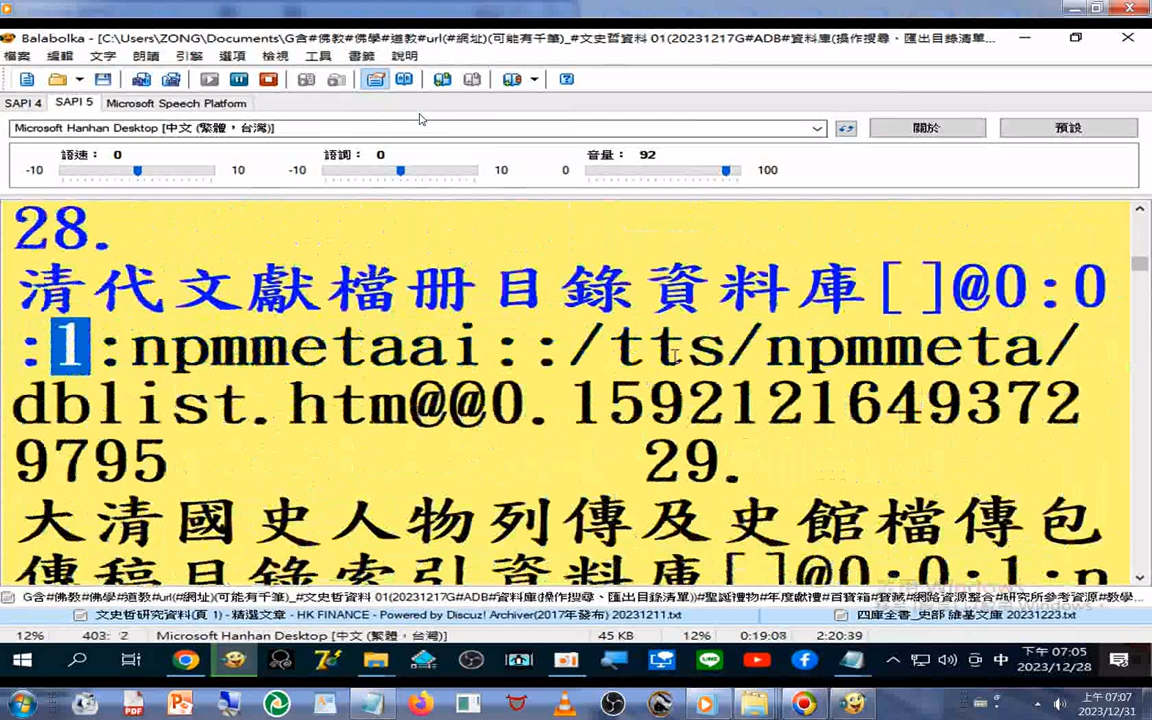 Balabolka - [C:\Users\ZONG\Documents\G含#佛教#佛學#道教#url(#網址)(可能有千筆)_#文史哲資料 01(20231217G#ADB#資料庫(操作搜尋、匯出目錄清單...
檔案 編輯 文字 朗讀 引擎 選項 檢視 工具 書籤 說明
SAPI 4 SAPI 5 Microsoft Speech Platform
Microsoft Hanhan Desktop [中文 (繁體，台灣)] 關於 預設
語速： 0 語調： 0 音量： 92
-10 10 -10 10 0 100
28.
清代文獻檔冊目錄資料庫[]@0:0
:1:npmmetaai::/tts/npmmeta/
dblist.htm@@0.1592121649372
9795 29.
大清國史人物列傳及史館檔傳包
傳稿目錄索引資料庫[]@0:0:1:n
G含#佛教#佛學#道教#url(#網址)(可能有千筆)_#文史哲資料 01(20231217G#ADB#資料庫(操作搜尋、匯出目錄清單))#聖誕禮物#年度獻禮#百寶箱#寶藏#網路資源整合#研究所參考資源#數學...
文史哲研究資料(頁 1) - 精選文章 - HK FINANCE - Powered by Discuz! Archiver(2017年發布) 20231211.txt 四庫全書_史部 維基文庫 20231223.txt
12% 403: 2 Microsoft Hanhan Desktop [中文 (繁體，台灣)] 45 KB 12% 0:19:08 2:20:39
中 下午 07:05
2023/12/28
上午 07:07
2023/12/31